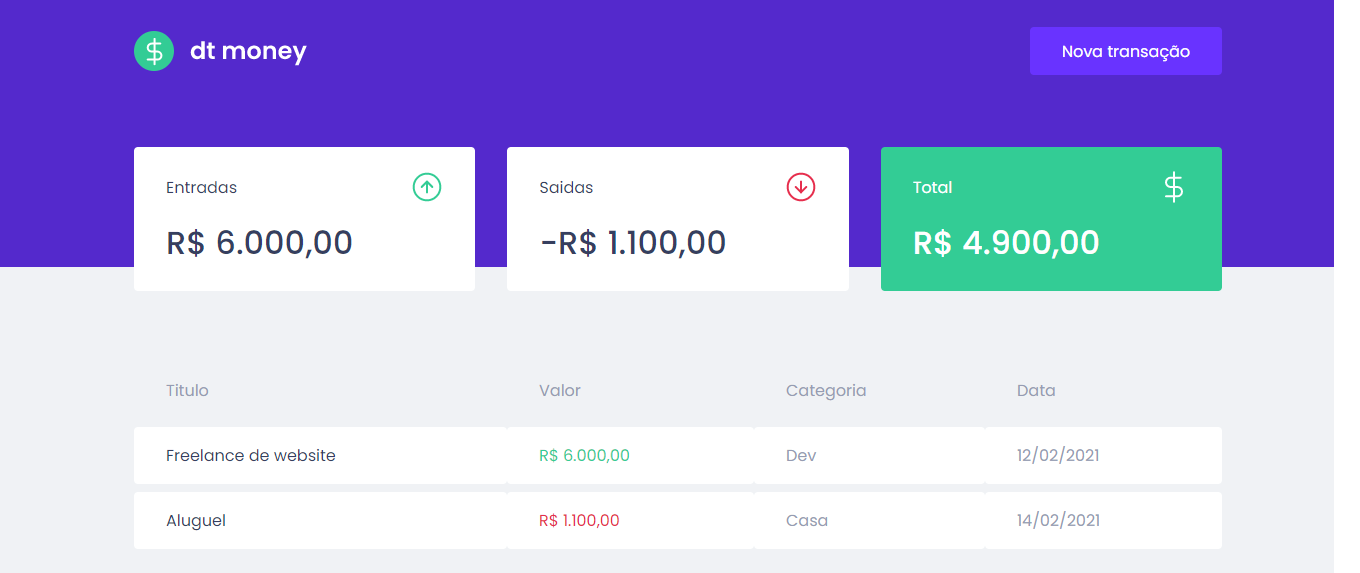 dt money
Nova transação
Entradas
R$ 6.000,00
Saidas
-R$ 1.100,00
Total
R$ 4.900,00
Titulo Valor Categoria Data
Freelance de website R$ 6.000,00 Dev 12/02/2021
Aluguel R$ 1.100,00 Casa 14/02/2021